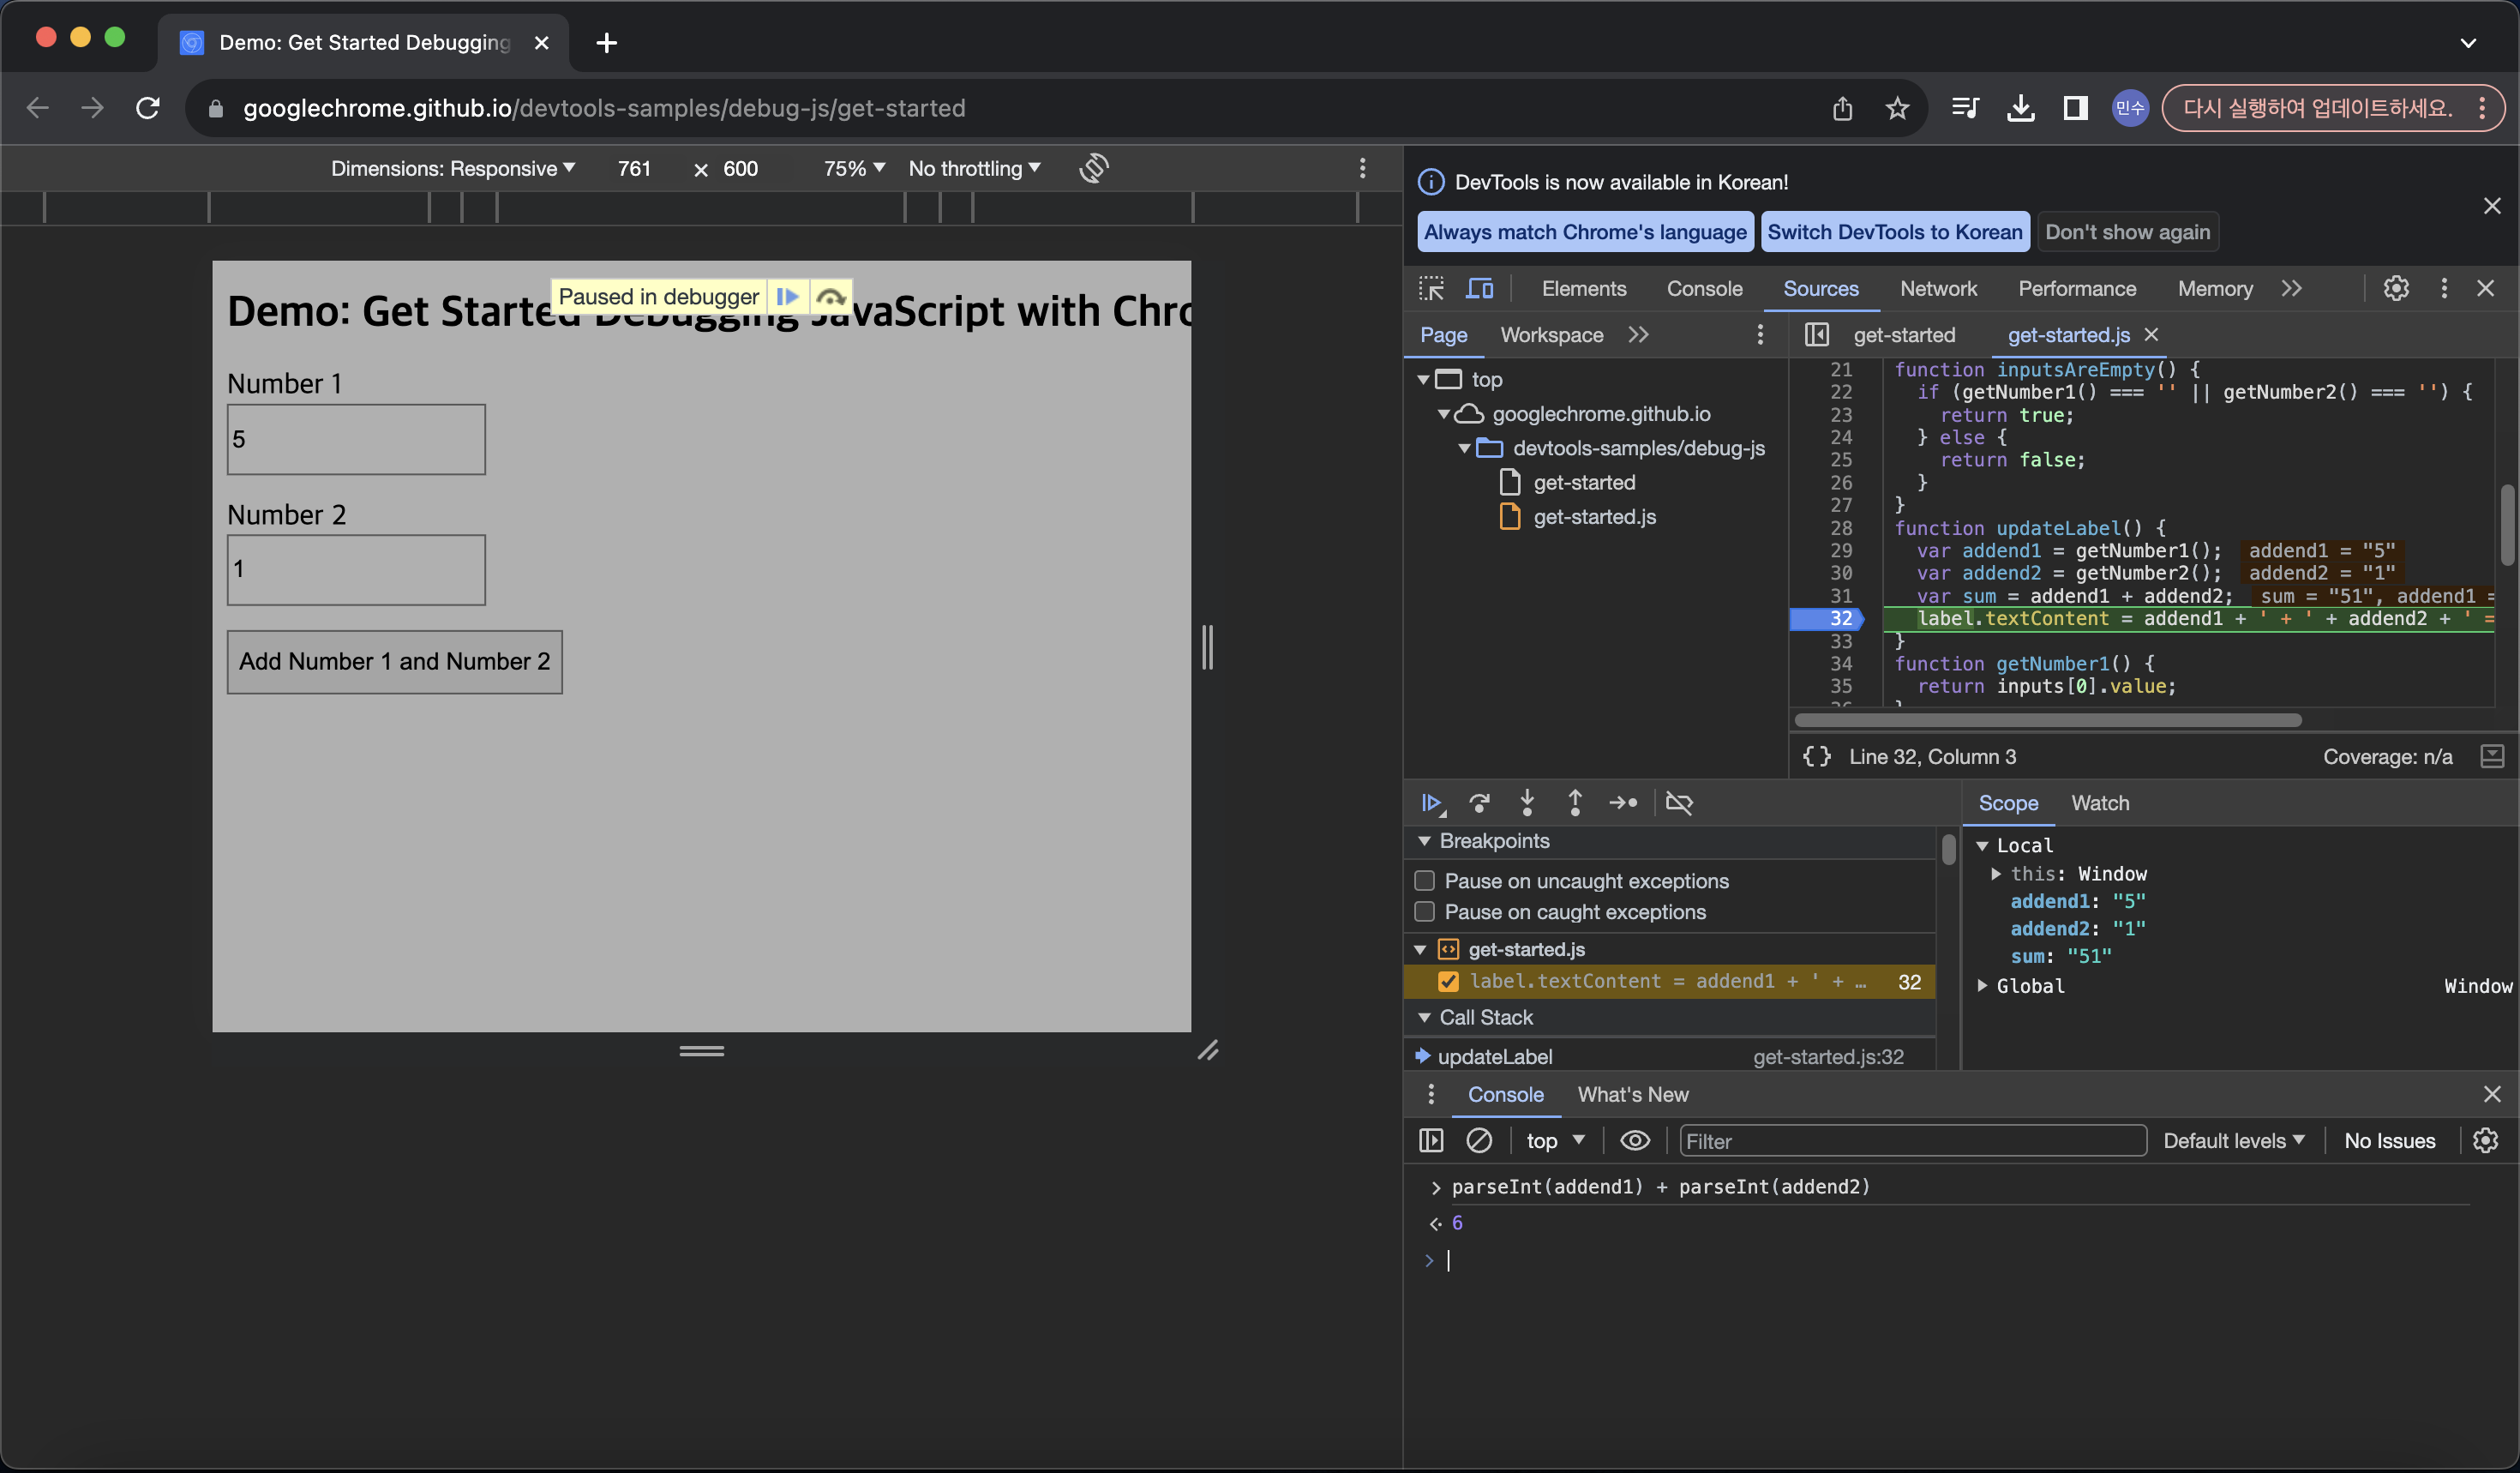 Demo: Get Started Debugging
googlechrome.github.io/devtools-samples/debug-js/get-started
민수
다시 실행하여 업데이트하세요.
Dimensions: Responsive
761 × 600
75%
No throttling
Paused in debugger
Demo: Get Started Debugging JavaScript with Chro
Number 1
5
Number 2
1
Add Number 1 and Number 2
DevTools is now available in Korean!
Always match Chrome's language
Switch DevTools to Korean
Don't show again
Elements Console Sources Network Performance Memory
Page Workspace
top
googlechrome.github.io
devtools-samples/debug-js
get-started
get-started.js
get-started get-started.js
21 function inputsAreEmpty() {
22 if (getNumber1() === '' || getNumber2() === '') {
23 return true;
24 } else {
25 return false;
26 }
27 }
28 function updateLabel() {
29 var addend1 = getNumber1(); addend1 = "5"
30 var addend2 = getNumber2(); addend2 = "1"
31 var sum = addend1 + addend2; sum = "51", addend1 =
32 label.textContent = addend1 + ' + ' + addend2 + ' =
33 }
34 function getNumber1() {
35 return inputs[0].value;
{} Line 32, Column 3
Coverage: n/a
Breakpoints
Pause on uncaught exceptions
Pause on caught exceptions
get-started.js
label.textContent = addend1 + ' + … 32
Call Stack
updateLabel get-started.js:32
Scope Watch
Local
this: Window
addend1: "5"
addend2: "1"
sum: "51"
Global Window
Console What's New
top
Filter
Default levels
No Issues
> parseInt(addend1) + parseInt(addend2)
6
>